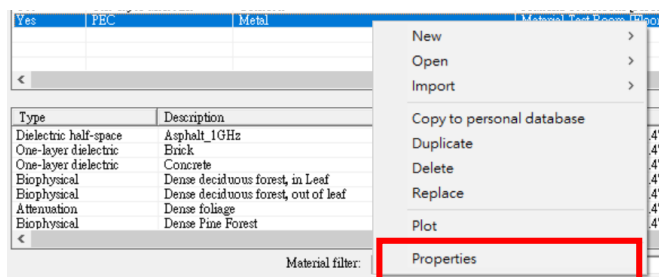 Yes PEC Metal Material Test Room
New
Open
Import
Type Description
Copy to personal database
Dielectric half-space Asphalt_1GHz
Duplicate
One-layer dielectric Brick
One-layer dielectric Concrete
Delete
Biophysical Dense deciduous forest, in Leaf
Biophysical Dense deciduous forest, out of leaf
Replace
Attenuation Dense foliage
Biophysical Dense Pine Forest
Plot
Material filter:
Properties